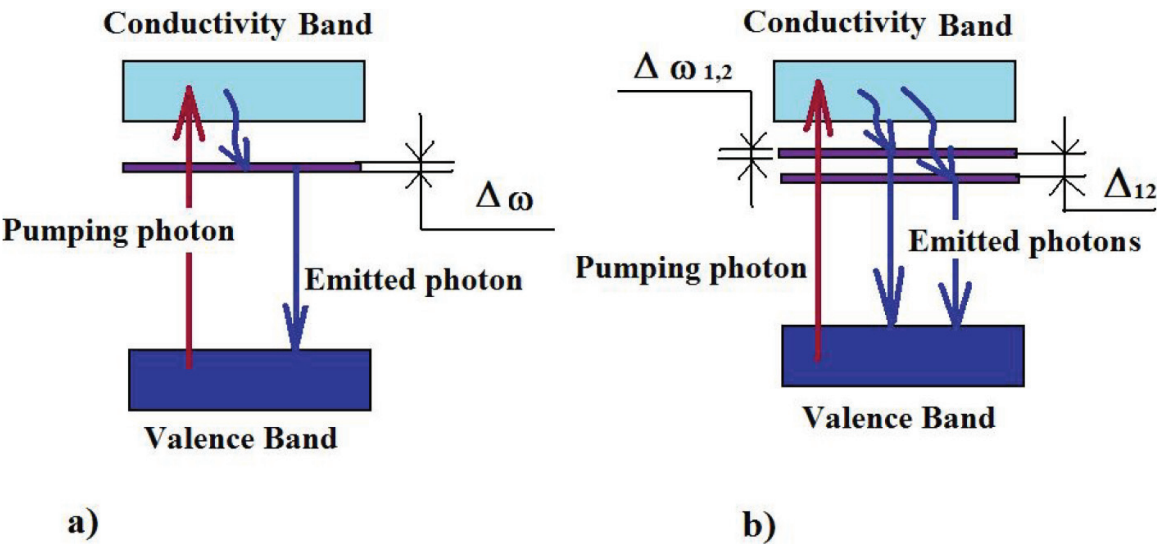 Conductivity Band
Δ ω
Pumping photon
Emitted photon
Valence Band
a)
Conductivity Band
Δ ω 1,2
Δ12
Emitted photons
Pumping photon
Valence Band
b)